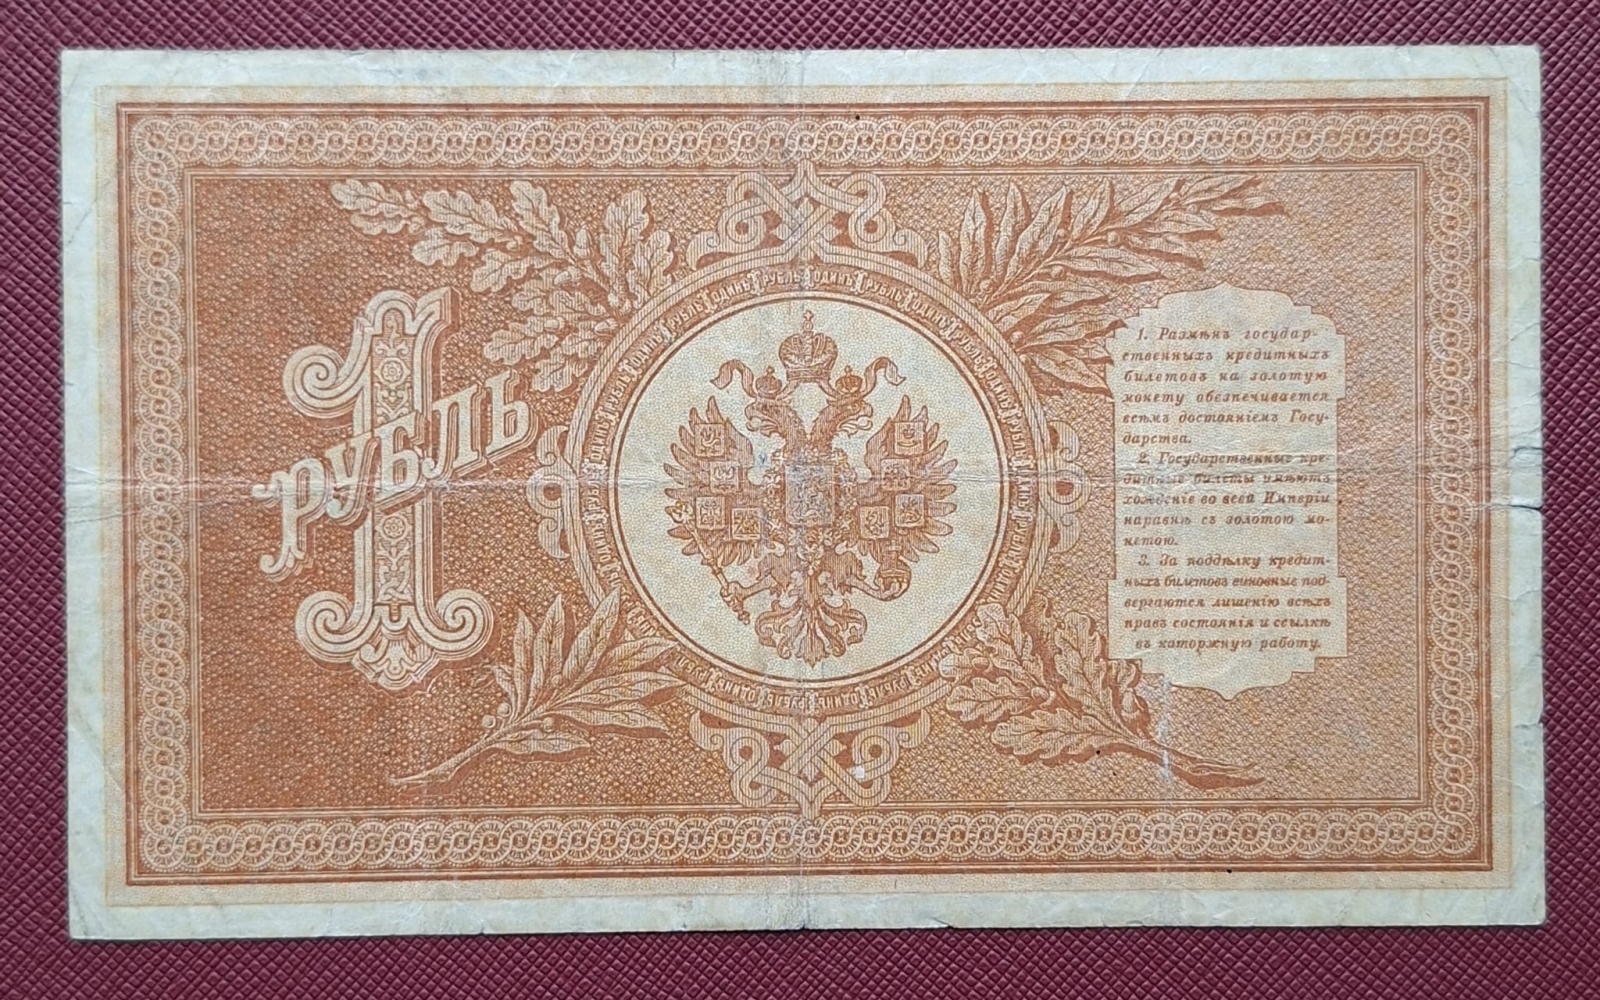 1
рубль
1. Размѣнъ государ-
ственныхъ кредитныхъ
билетовъ на золотую
монету обезпечивается
всѣмъ достояніемъ Госу-
дарства.
2. Государственные кре-
дитные билеты имѣютъ
хожденіе во всей Имперіи
наравнѣ съ золотою мо-
нетою.
3. За поддѣлку кредит-
ныхъ билетовъ виновные под-
вергаются лишенію всѣхъ
правъ состоянія и ссылкѣ
въ каторжную работу.